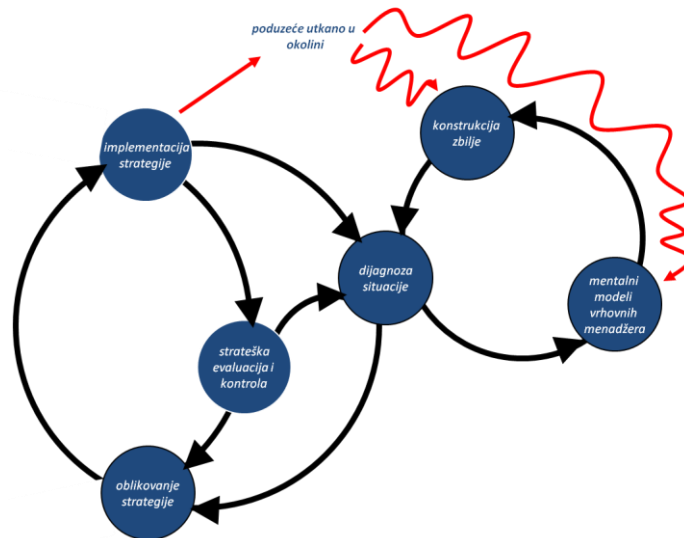 poduzeće utkano u
okolini
implementacija
strategije
konstrukcija
zbilje
dijagnoza
situacije
mentalni
modeli
vrhovnih
menadžera
strateška
evaluacija i
kontrola
oblikovanje
strategije